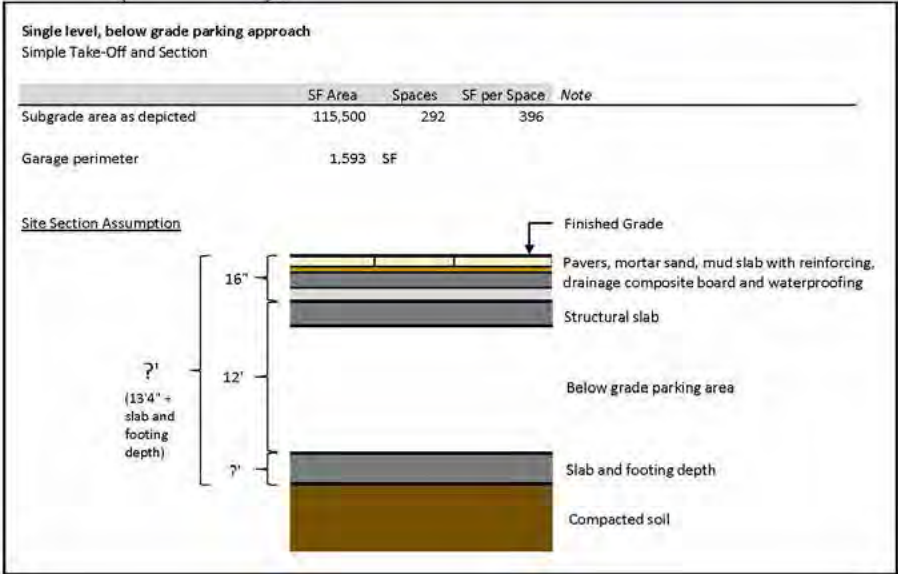 Single level, below grade parking approach
Simple Take-Off and Section
SF Area Spaces SF per Space Note
Subgrade area as depicted 115,500 292 396
Garage perimeter 1,593 SF
Site Section Assumption
Finished Grade
16"
Pavers, mortar sand, mud slab with reinforcing,
drainage composite board and waterproofing
Structural slab
?'
(13'4" +
slab and
footing
depth)
12'
Below grade parking area
?'
Slab and footing depth
Compacted soil